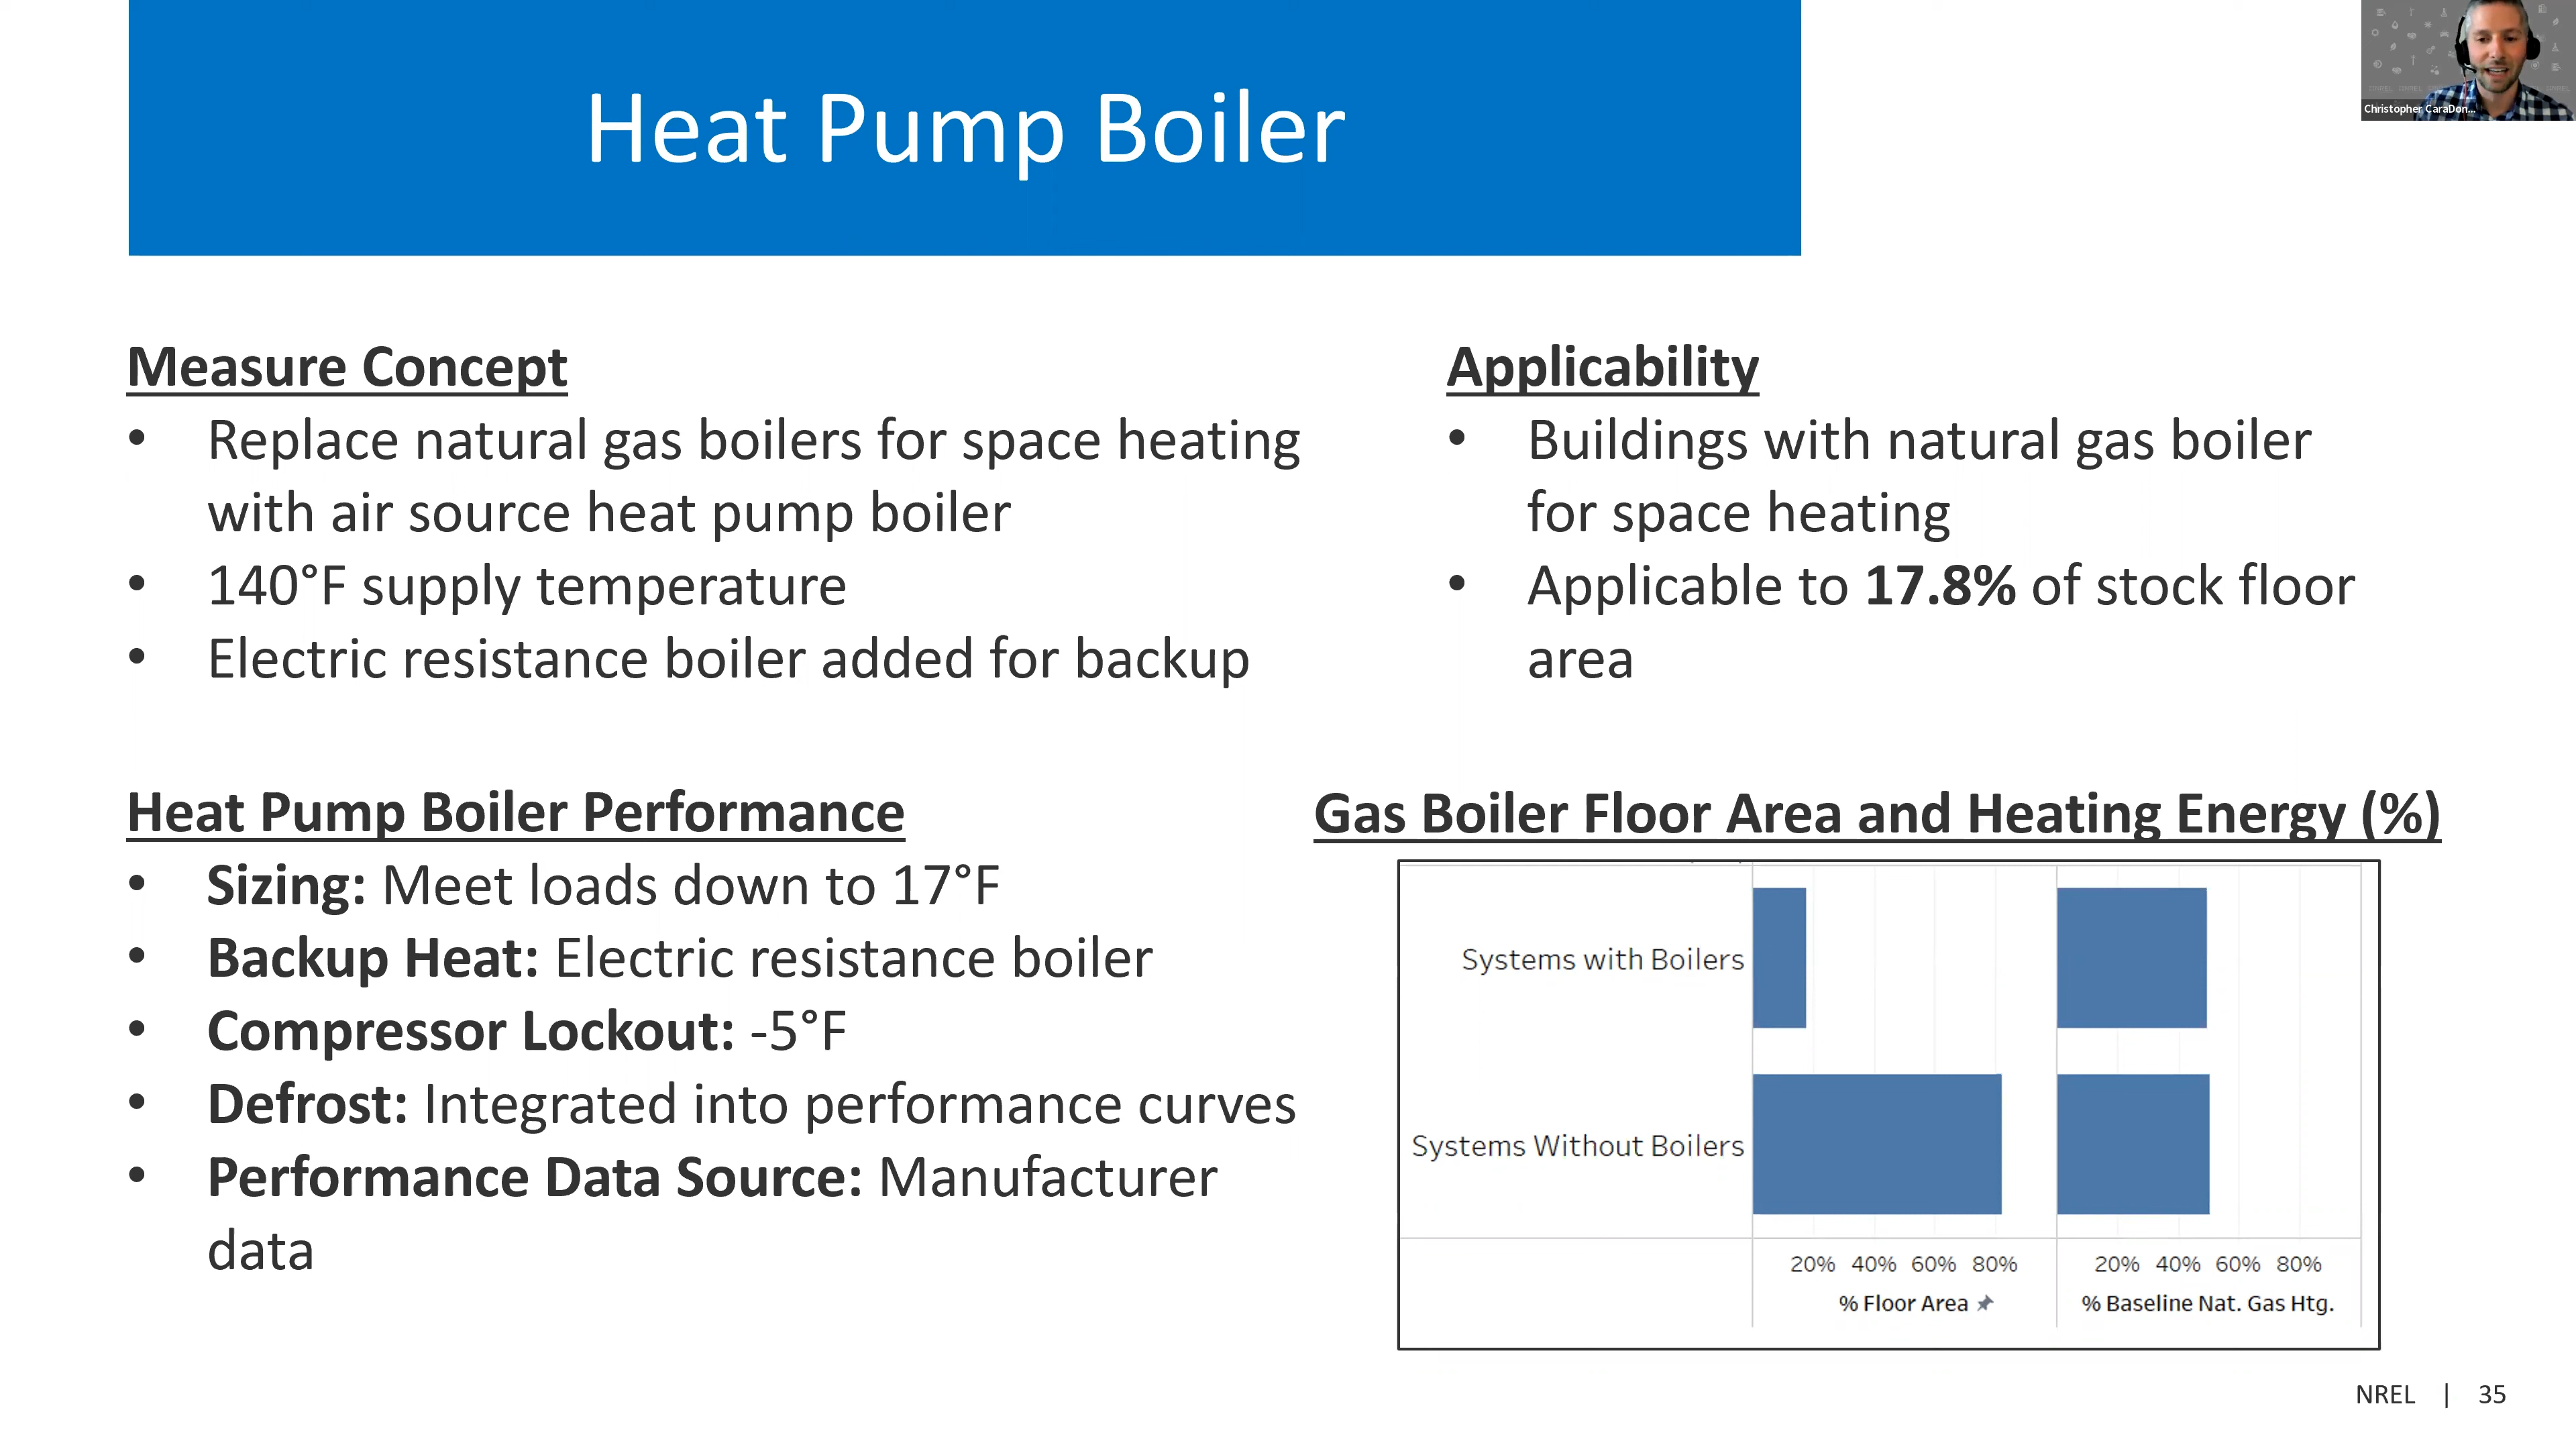 Heat Pump Boiler
Christopher CaraDon...
Measure Concept
• Replace natural gas boilers for space heating
with air source heat pump boiler
• 140°F supply temperature
• Electric resistance boiler added for backup
Applicability
• Buildings with natural gas boiler
for space heating
• Applicable to 17.8% of stock floor
area
Heat Pump Boiler Performance
• Sizing: Meet loads down to 17°F
• Backup Heat: Electric resistance boiler
• Compressor Lockout: -5°F
• Defrost: Integrated into performance curves
• Performance Data Source: Manufacturer
data
Gas Boiler Floor Area and Heating Energy (%)
Systems with Boilers
Systems Without Boilers
20% 40% 60% 80% 20% 40% 60% 80%
% Floor Area % Baseline Nat. Gas Htg.
NREL | 35